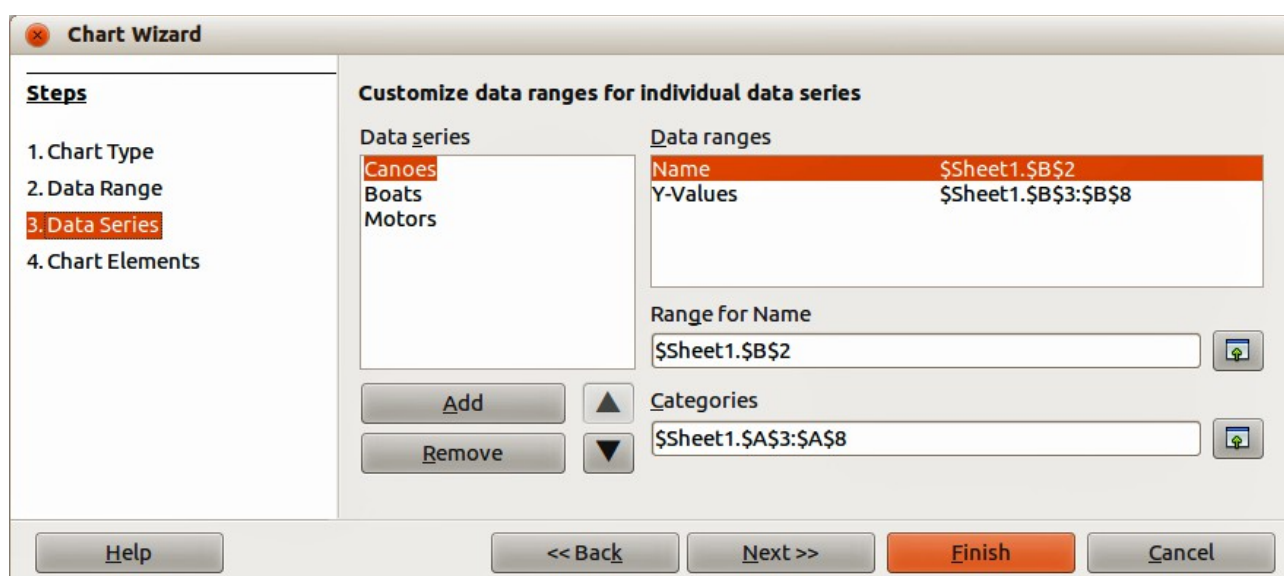 Chart Wizard
Steps
1. Chart Type
2. Data Range
3. Data Series
4. Chart Elements
Customize data ranges for individual data series
Data series
Canoes
Boats
Motors
Add
Remove
Data ranges
Name $Sheet1.$B$2
Y-Values $Sheet1.$B$3:$B$8
Range for Name
$Sheet1.$B$2
Categories
$Sheet1.$A$3:$A$8
Help
<< Back
Next >>
Finish
Cancel